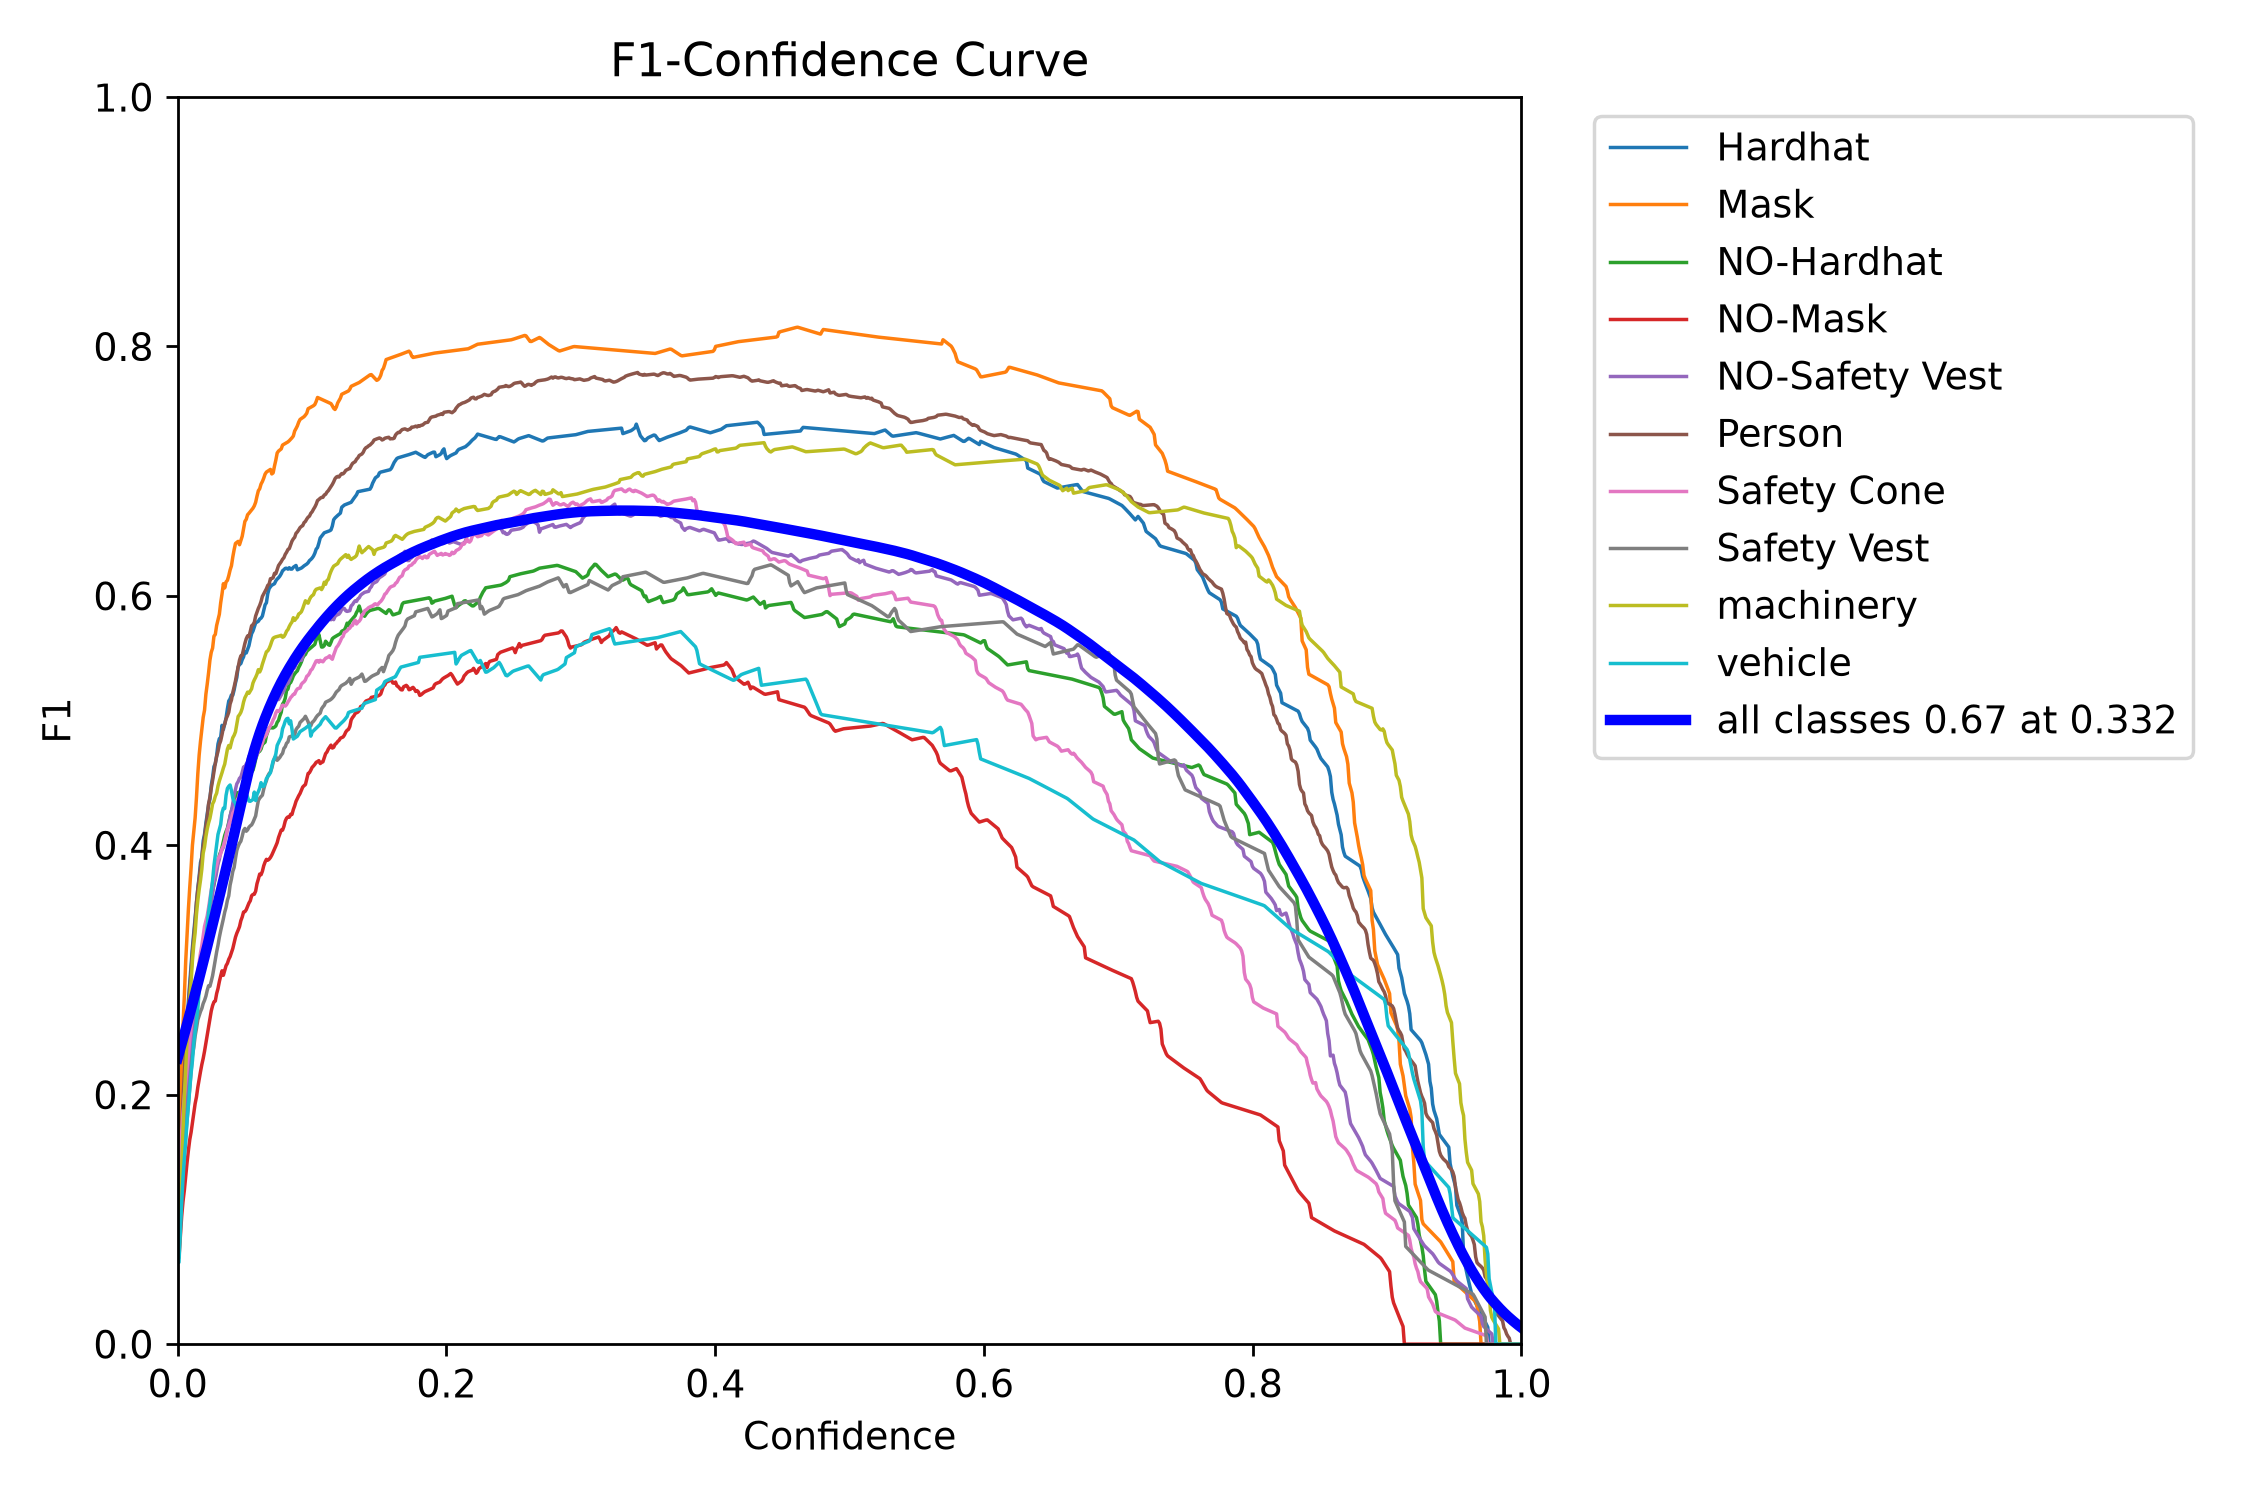 F1-Confidence Curve
1.0
0.8
0.6
0.4
0.2
0.0
F1
0.0 0.2 0.4 0.6 0.8 1.0
Confidence
Hardhat
Mask
NO-Hardhat
NO-Mask
NO-Safety Vest
Person
Safety Cone
Safety Vest
machinery
vehicle
all classes 0.67 at 0.332